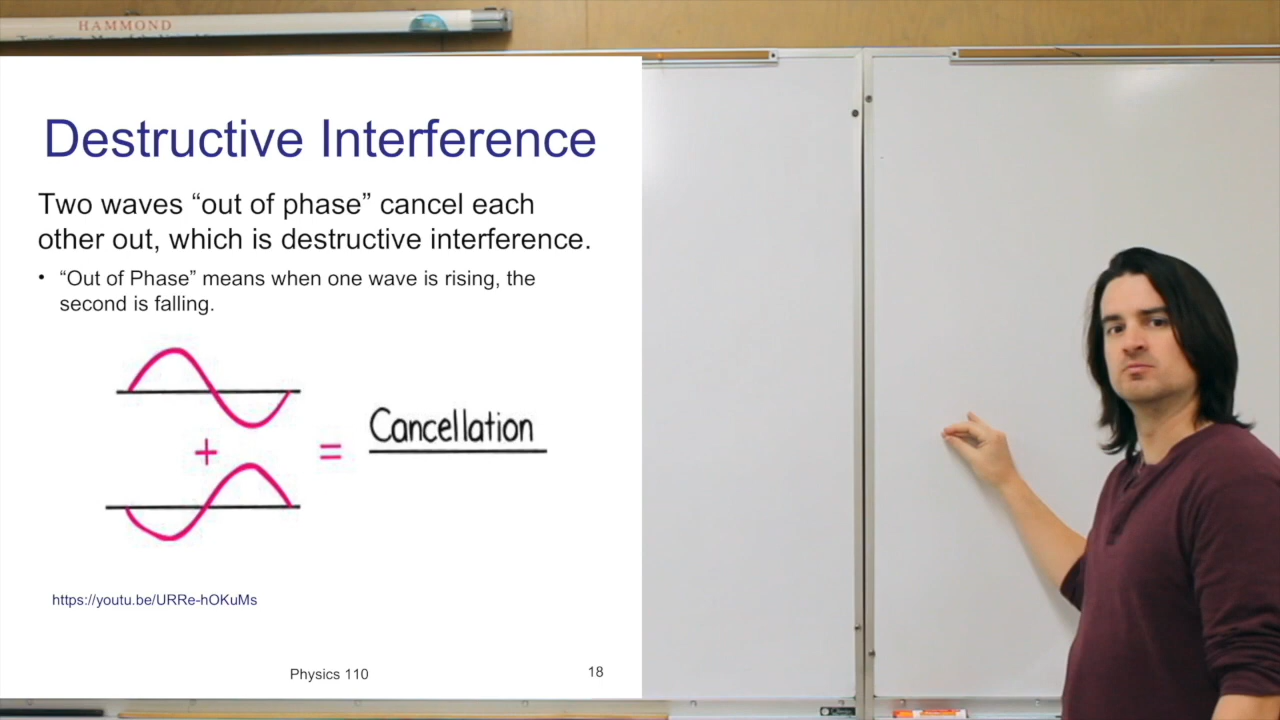 HAMMOND
Destructive Interference
Two waves “out of phase” cancel each
other out, which is destructive interference.
• “Out of Phase” means when one wave is rising, the
second is falling.
+
=
Cancellation
https://youtu.be/URRe-hOKuMs
Physics 110
18